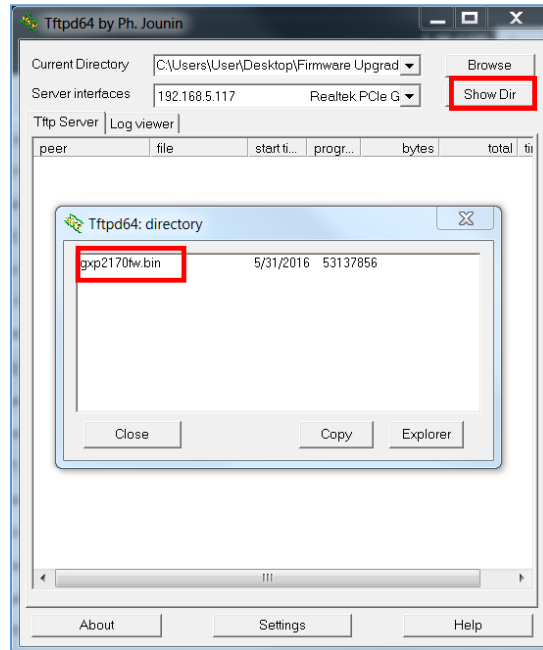 Tftpd64 by Ph. Jounin
Current Directory C:\Users\User\Desktop\Firmware Upgrad Browse
Server interfaces 192.168.5.117 Realtek PCIe G Show Dir
Tftp Server Log viewer
peer file start ti... progr... bytes total tir
Tftpd64: directory
gxp2170fw.bin 5/31/2016 53137856
Close Copy Explorer
About Settings Help